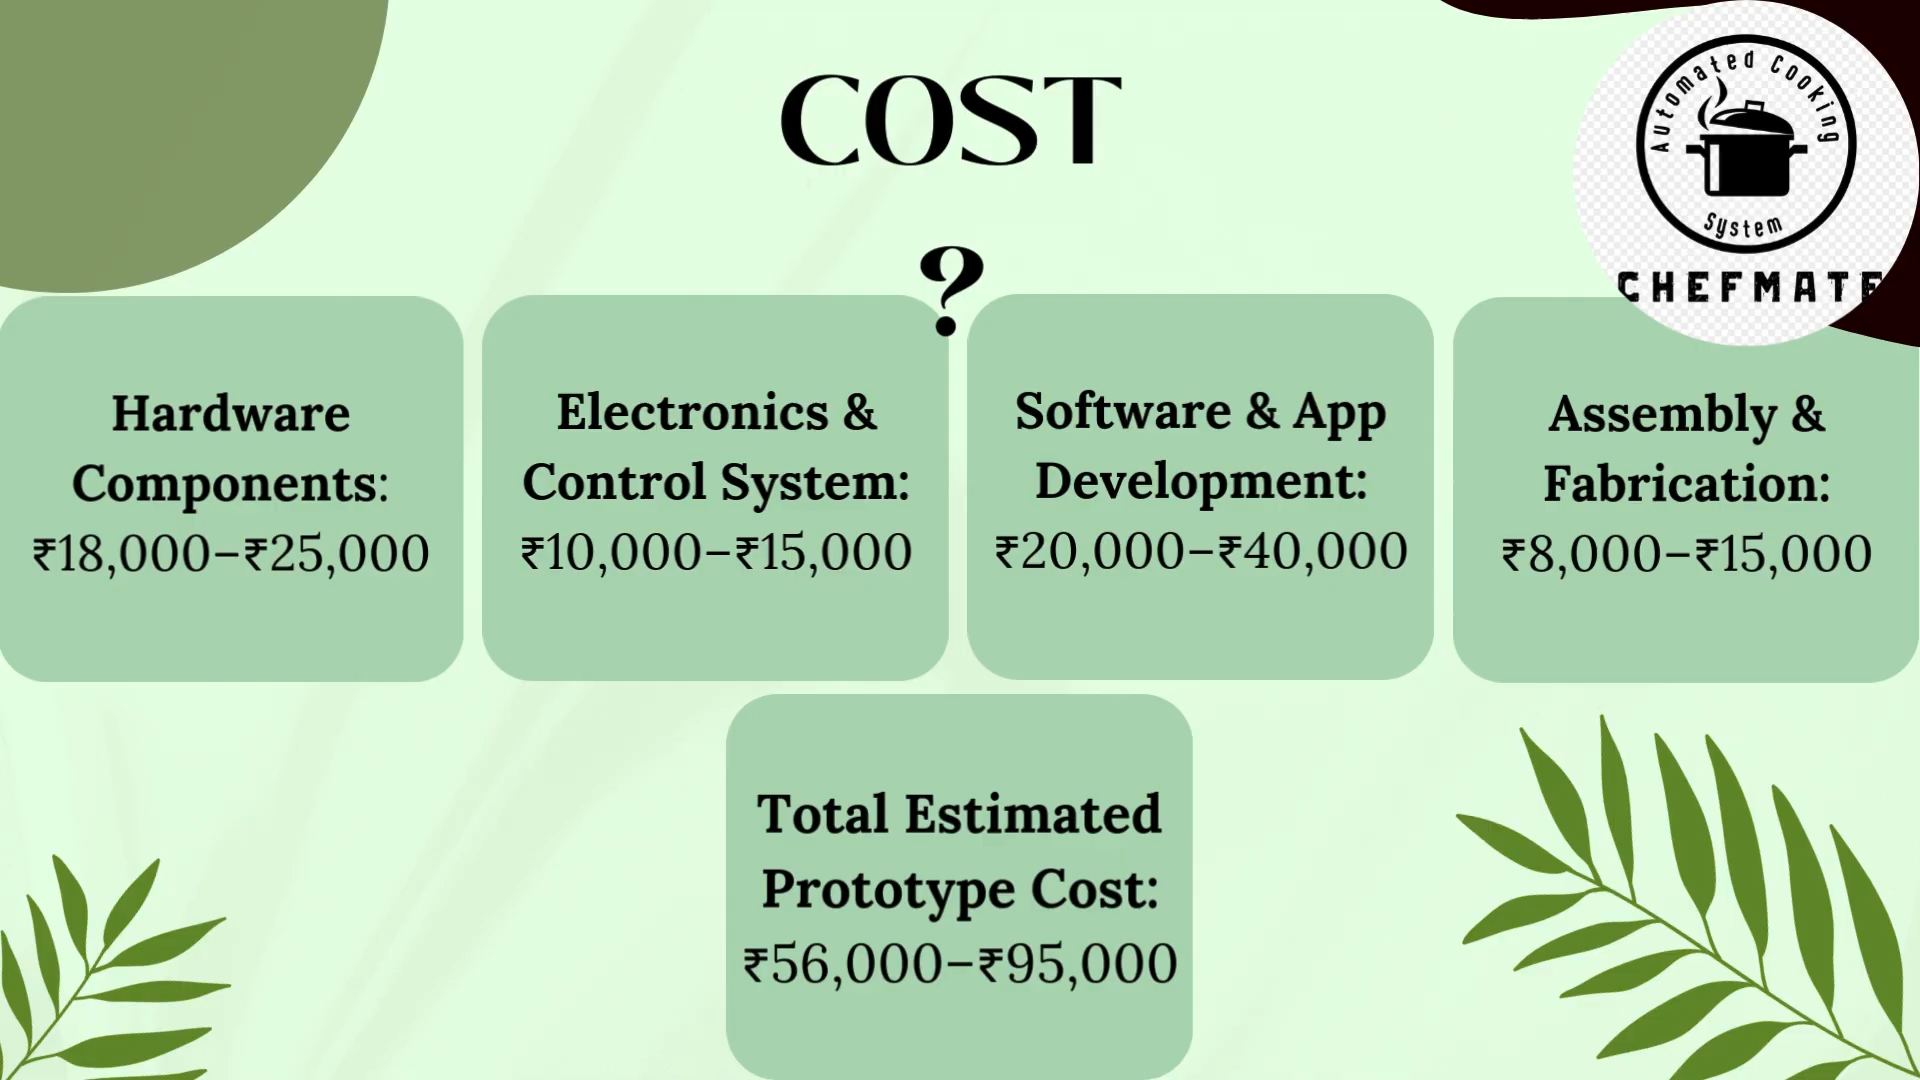 COST
?
Automated Cooking
System
CHEFMATE
Hardware
Components:
₹18,000–₹25,000
Electronics &
Control System:
₹10,000–₹15,000
Software & App
Development:
₹20,000–₹40,000
Assembly &
Fabrication:
₹8,000–₹15,000
Total Estimated
Prototype Cost:
₹56,000–₹95,000